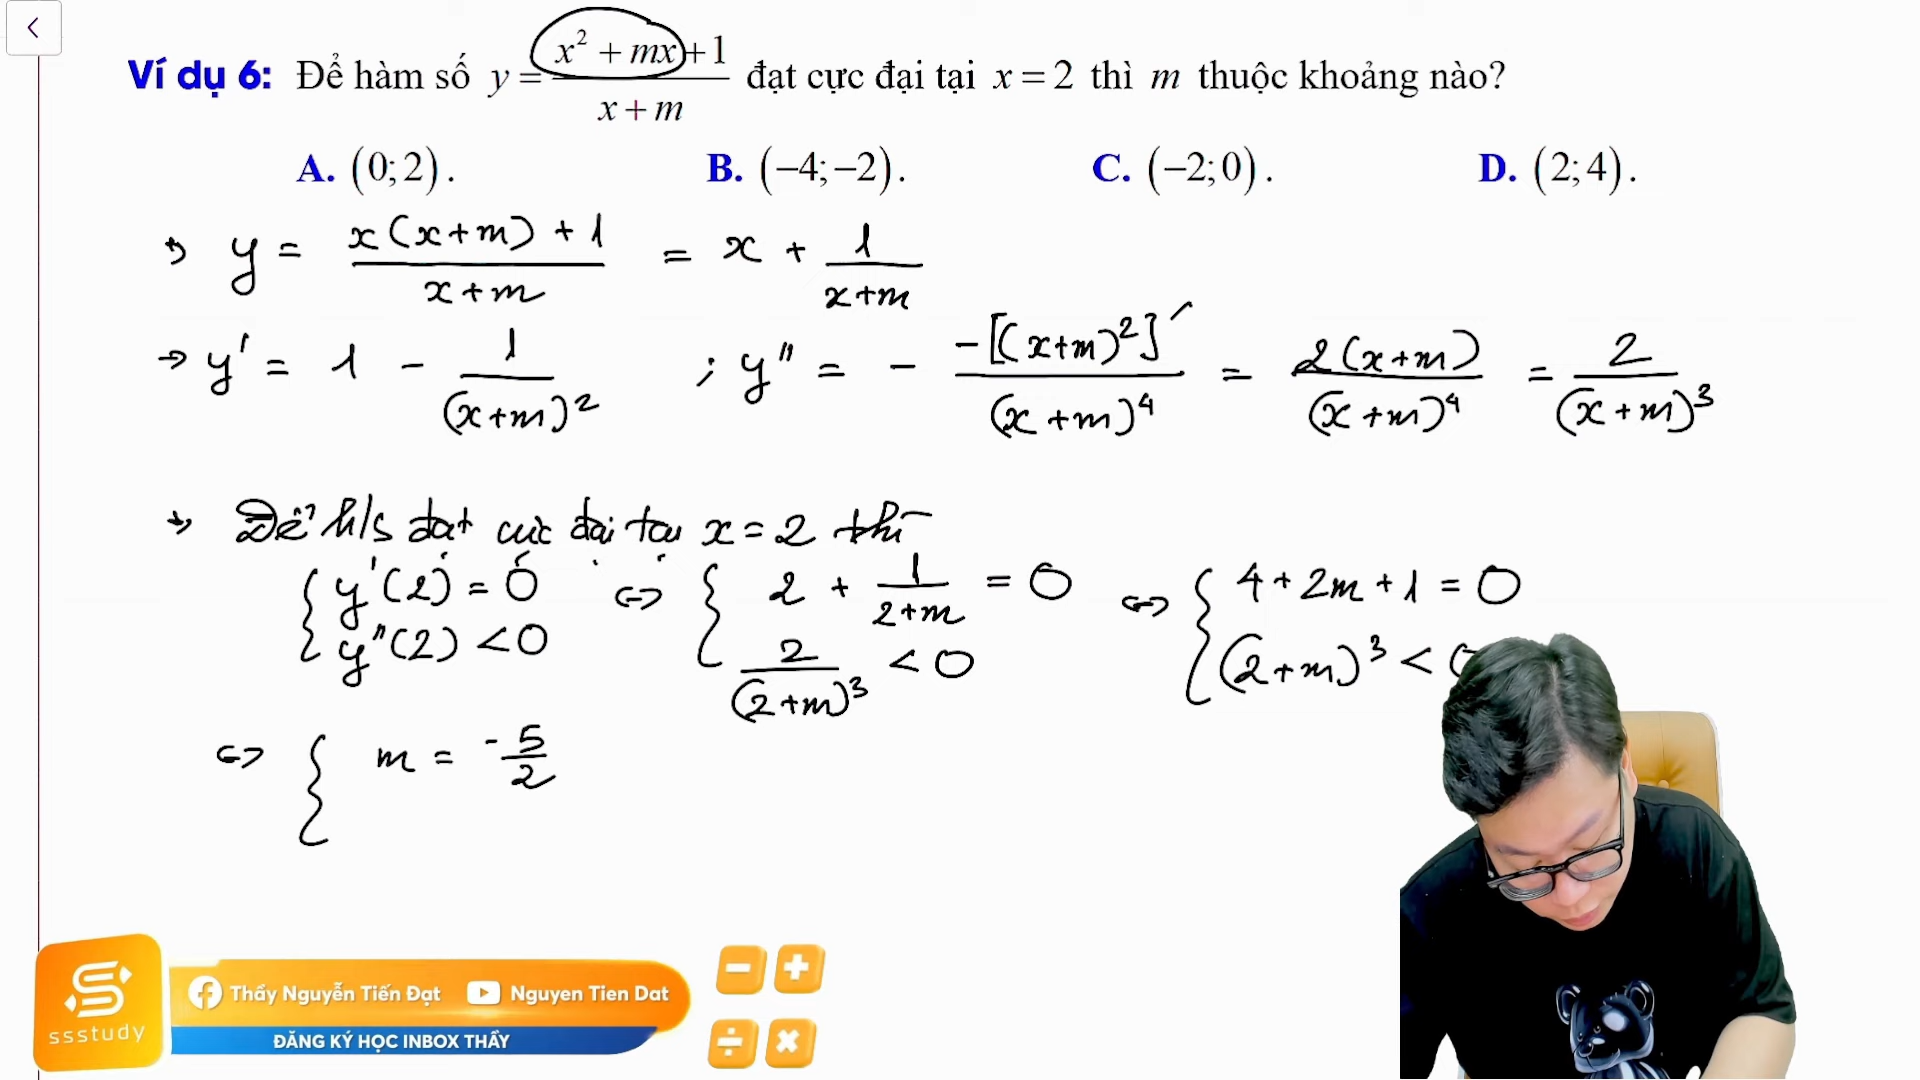 Ví dụ 6: Để hàm số y = (x² + mx + 1)/(x + m) đạt cực đại tại x = 2 thì m thuộc khoảng nào?
A. (0; 2). B. (−4; −2). C. (−2; 0). D. (2; 4).
y = (x(x+m) + 1)/(x+m) = x + 1/(x+m)
→ y' = 1 − 1/(x+m)² ; y'' = − (−[(x+m)²]')/(x+m)⁴ = 2(x+m)/(x+m)⁴ = 2/(x+m)³
Để h/s đạt cực đại tại x = 2 thì
{ y'(2) = 0 ⇔ { 2 + 1/(2+m) = 0 ⇔ { 4 + 2m + 1 = 0
{ y''(2) < 0 { 2/(2+m)³ < 0 { (2+m)³ <
⇔ { m = -5/2
ssstudy
Thầy Nguyễn Tiến Đạt Nguyen Tien Dat
ĐĂNG KÝ HỌC INBOX THẦY